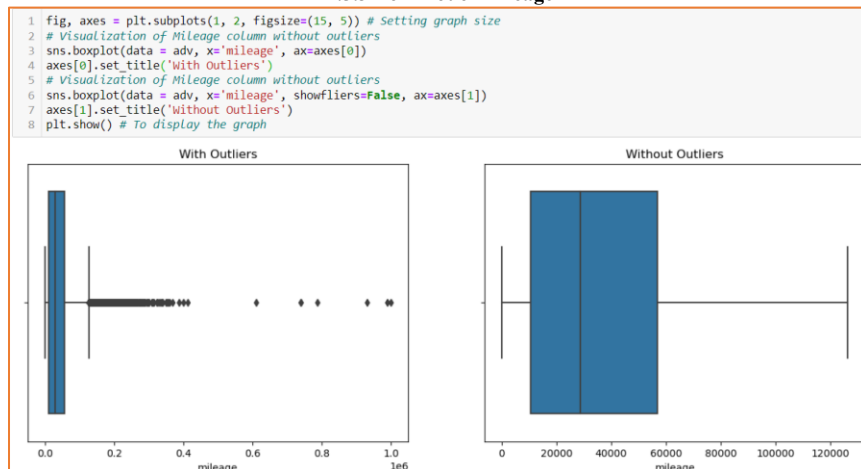 1 fig, axes = plt.subplots(1, 2, figsize=(15, 5)) # Setting graph size
2 # Visualization of Mileage column without outliers
3 sns.boxplot(data = adv, x='mileage', ax=axes[0])
4 axes[0].set_title('With Outliers')
5 # Visualization of Mileage column without outliers
6 sns.boxplot(data = adv, x='mileage', showfliers=False, ax=axes[1])
7 axes[1].set_title('Without Outliers')
8 plt.show() # To display the graph
With Outliers
0.0 0.2 0.4 0.6 0.8 1.0
1e6
mileage
Without Outliers
0 20000 40000 60000 80000 100000 120000
mileage